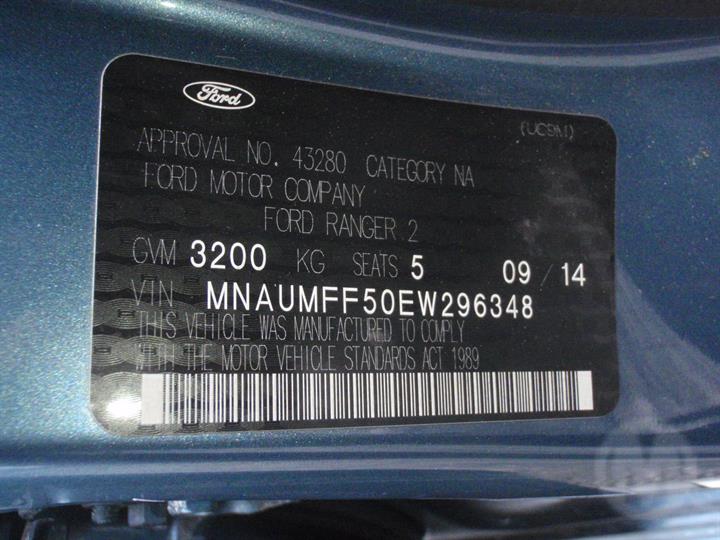 Ford
(UC9M)
APPROVAL NO. 43280 CATEGORY NA
FORD MOTOR COMPANY
FORD RANGER 2
GVM 3200 KG SEATS 5 09 / 14
VIN MNAUMFF50EW296348
THIS VEHICLE WAS MANUFACTURED TO COMPLY
WITH THE MOTOR VEHICLE STANDARDS ACT 1989